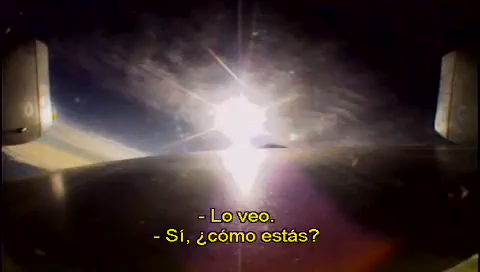 - Lo veo.
- Sí, ¿cómo estás?